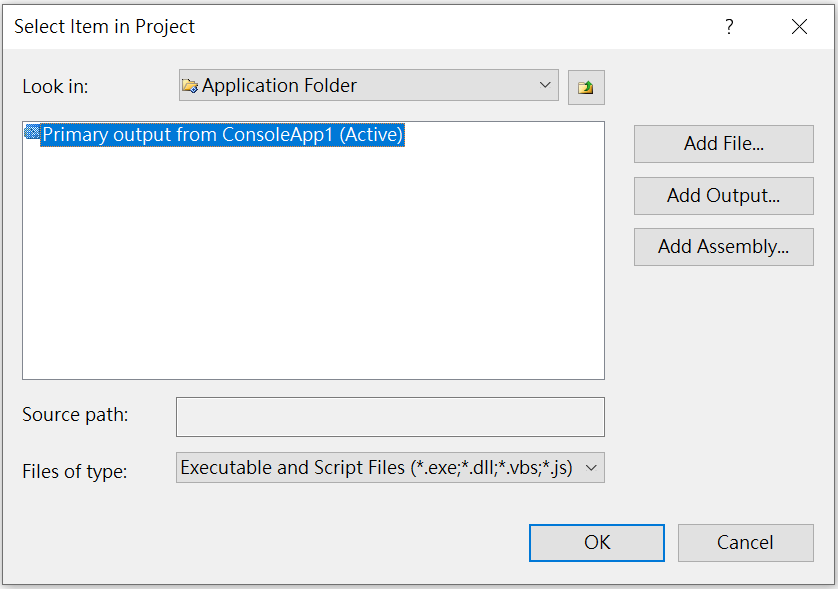 Select Item in Project
?
Look in:
Application Folder
Primary output from ConsoleApp1 (Active)
Add File...
Add Output...
Add Assembly...
Source path:
Files of type:
Executable and Script Files (*.exe;*.dll;*.vbs;*.js)
OK
Cancel